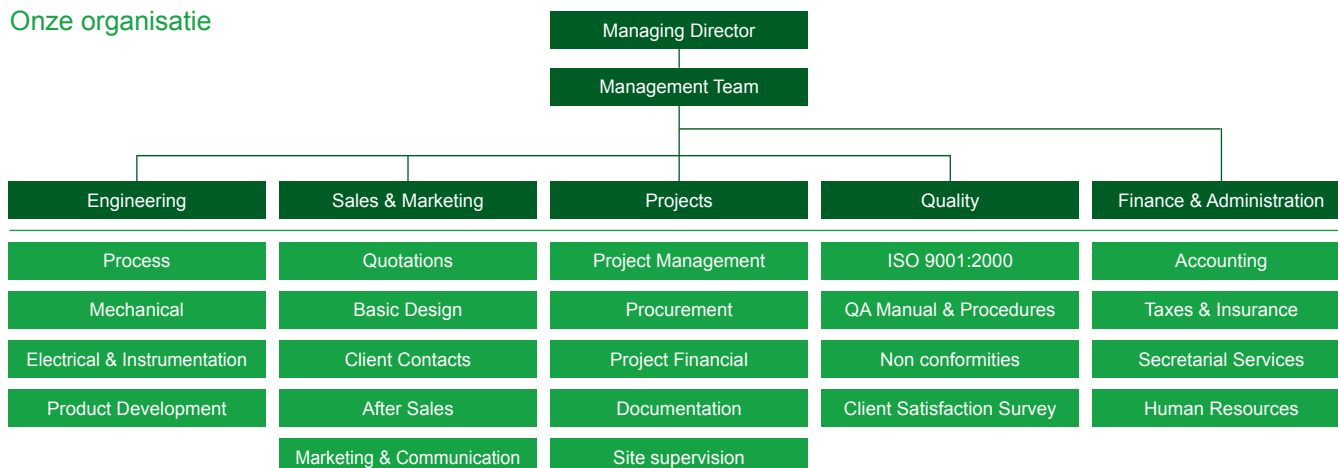 Onze organisatie
Managing Director
Management Team
Engineering
Sales & Marketing
Projects
Quality
Finance & Administration
Process
Quotations
Project Management
ISO 9001:2000
Accounting
Mechanical
Basic Design
Procurement
QA Manual & Procedures
Taxes & Insurance
Electrical & Instrumentation
Client Contacts
Project Financial
Non conformities
Secretarial Services
Product Development
After Sales
Documentation
Client Satisfaction Survey
Human Resources
Marketing & Communication
Site supervision